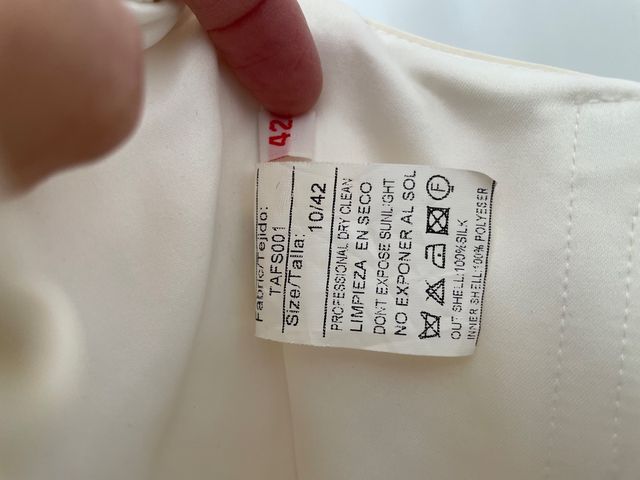 42
Fabric/Tejido:
TAFS001
Size/Talla:
10/42
PROFESSIONAL DRY CLEAN
LIMPIEZA EN SECO
DONT EXPOSE SUNLIGHT
NO EXPONER AL SOL
F
OUT SHELL:100%SILK
INNER SHELL:100% POLYESER